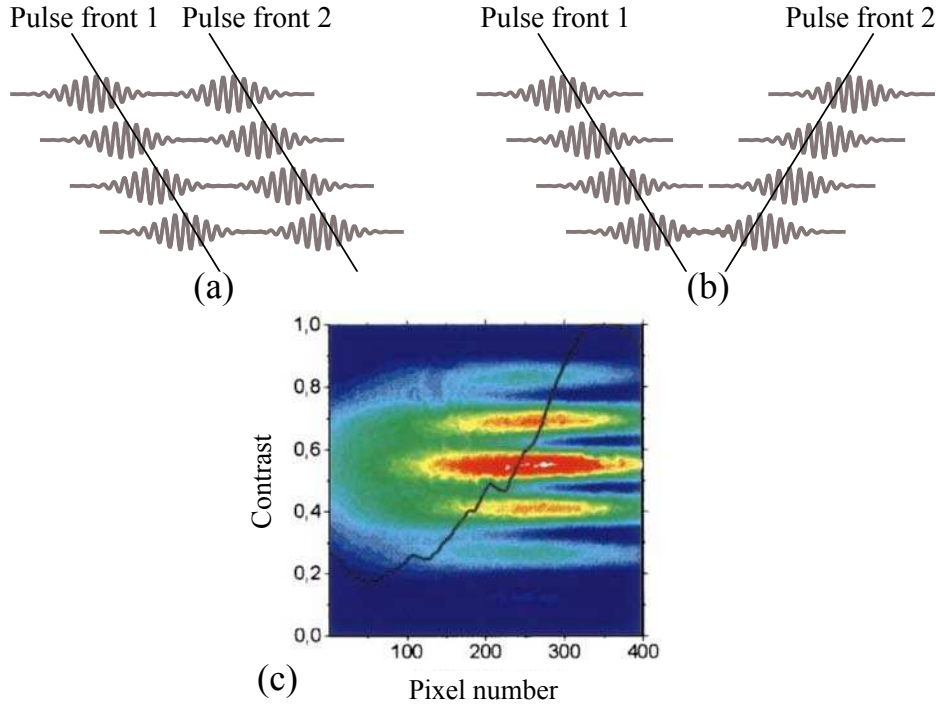 Pulse front 1 Pulse front 2
Pulse front 1 Pulse front 2
(a)
(b)
1,0
0,8
0,6
0,4
0,2
0,0
Contrast
100 200 300 400
Pixel number
(c)